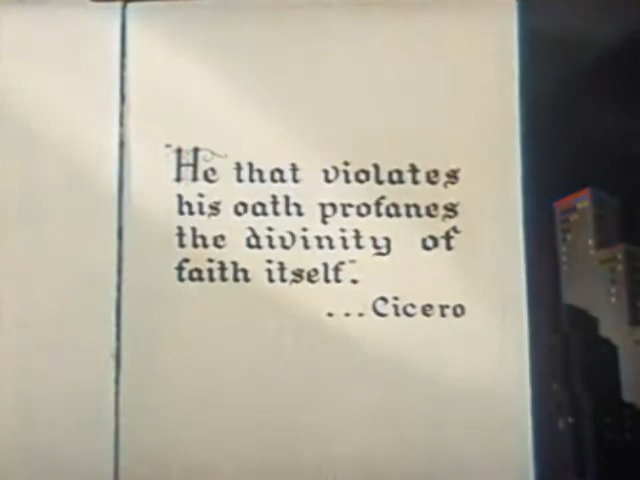 "He that violates
his oath profanes
the divinity of
faith itself".
...Cicero